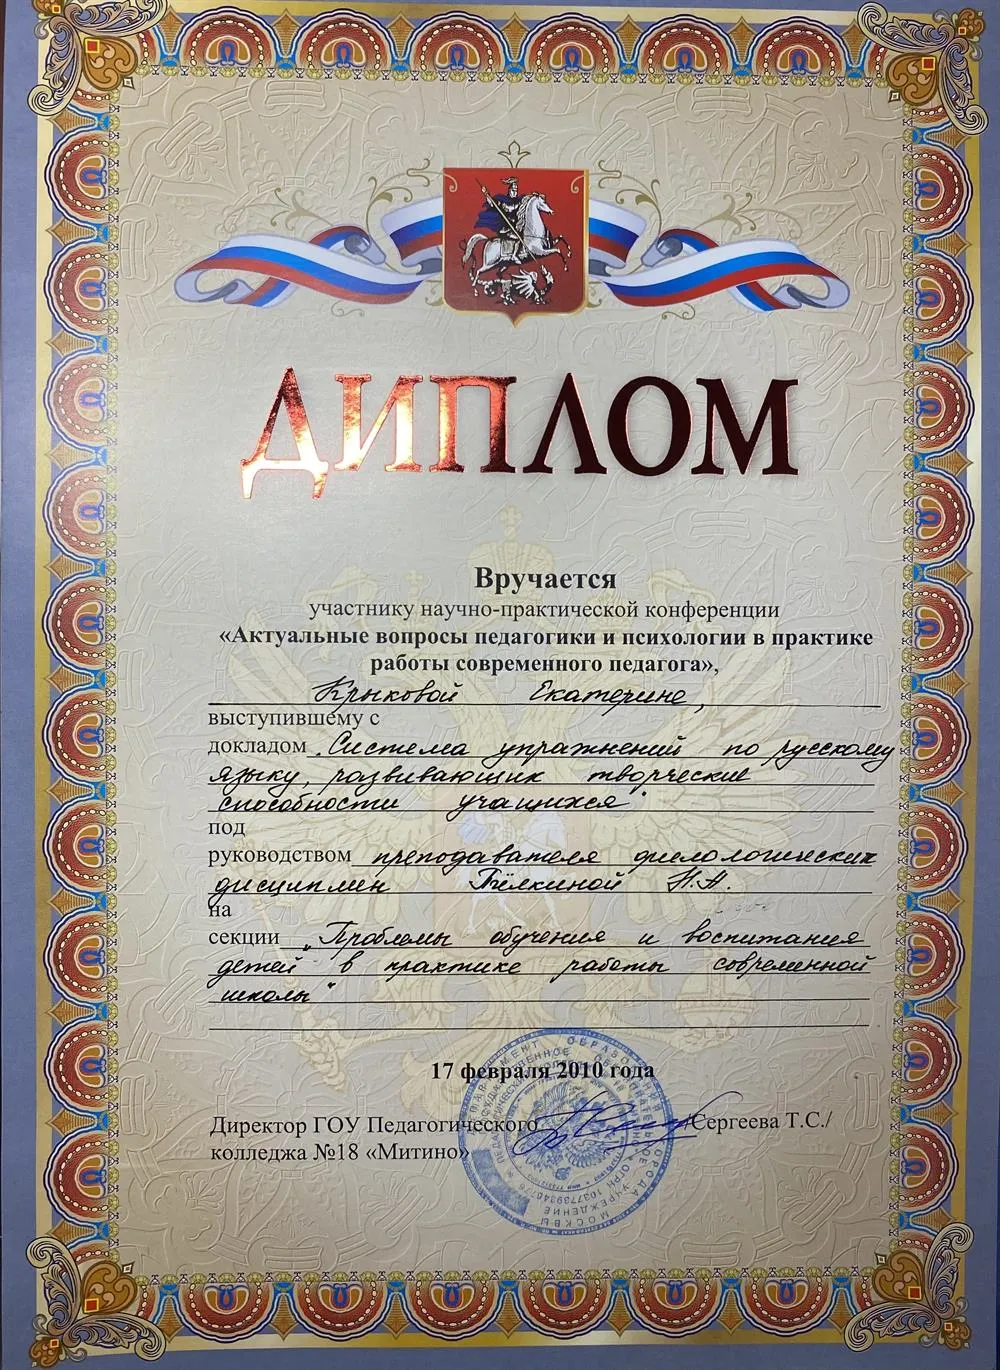 ДИПЛОМ
Вручается
участнику научно-практической конференции
«Актуальные вопросы педагогики и психологии в практике
работы современного педагога»,
Крыковой Екатерине,
выступившему с
докладом „Система упражнений по русскому
языку, развивающих творческие
способности учащихся"
под
руководством преподавателя филологических
дисциплин Тёлкиной Н.А.
на
секции „Проблемы обучения и воспитания
детей в практике работы современной
школы"
17 февраля 2010 года
Директор ГОУ Педагогического /Сергеева Т.С./
колледжа №18 «Митино»